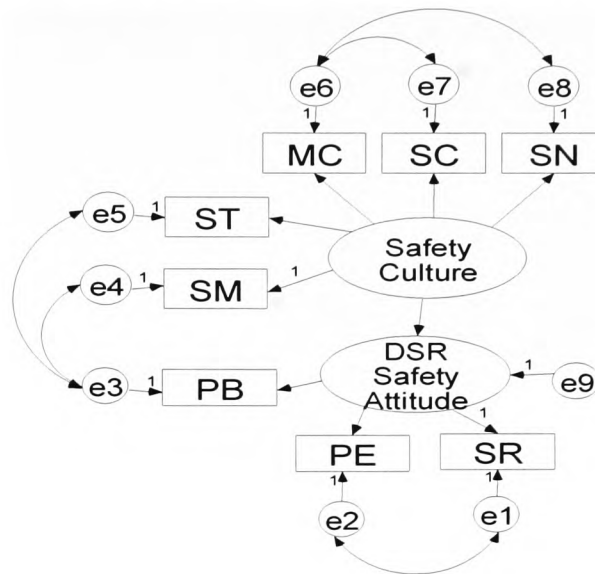 e6
e7
e8
1
1
1
MC
SC
SN
e5
1
ST
Safety
Culture
e4
1
SM
1
DSR
Safety
Attitude
1
e9
e3
1
PB
1
PE
SR
1
1
e2
e1